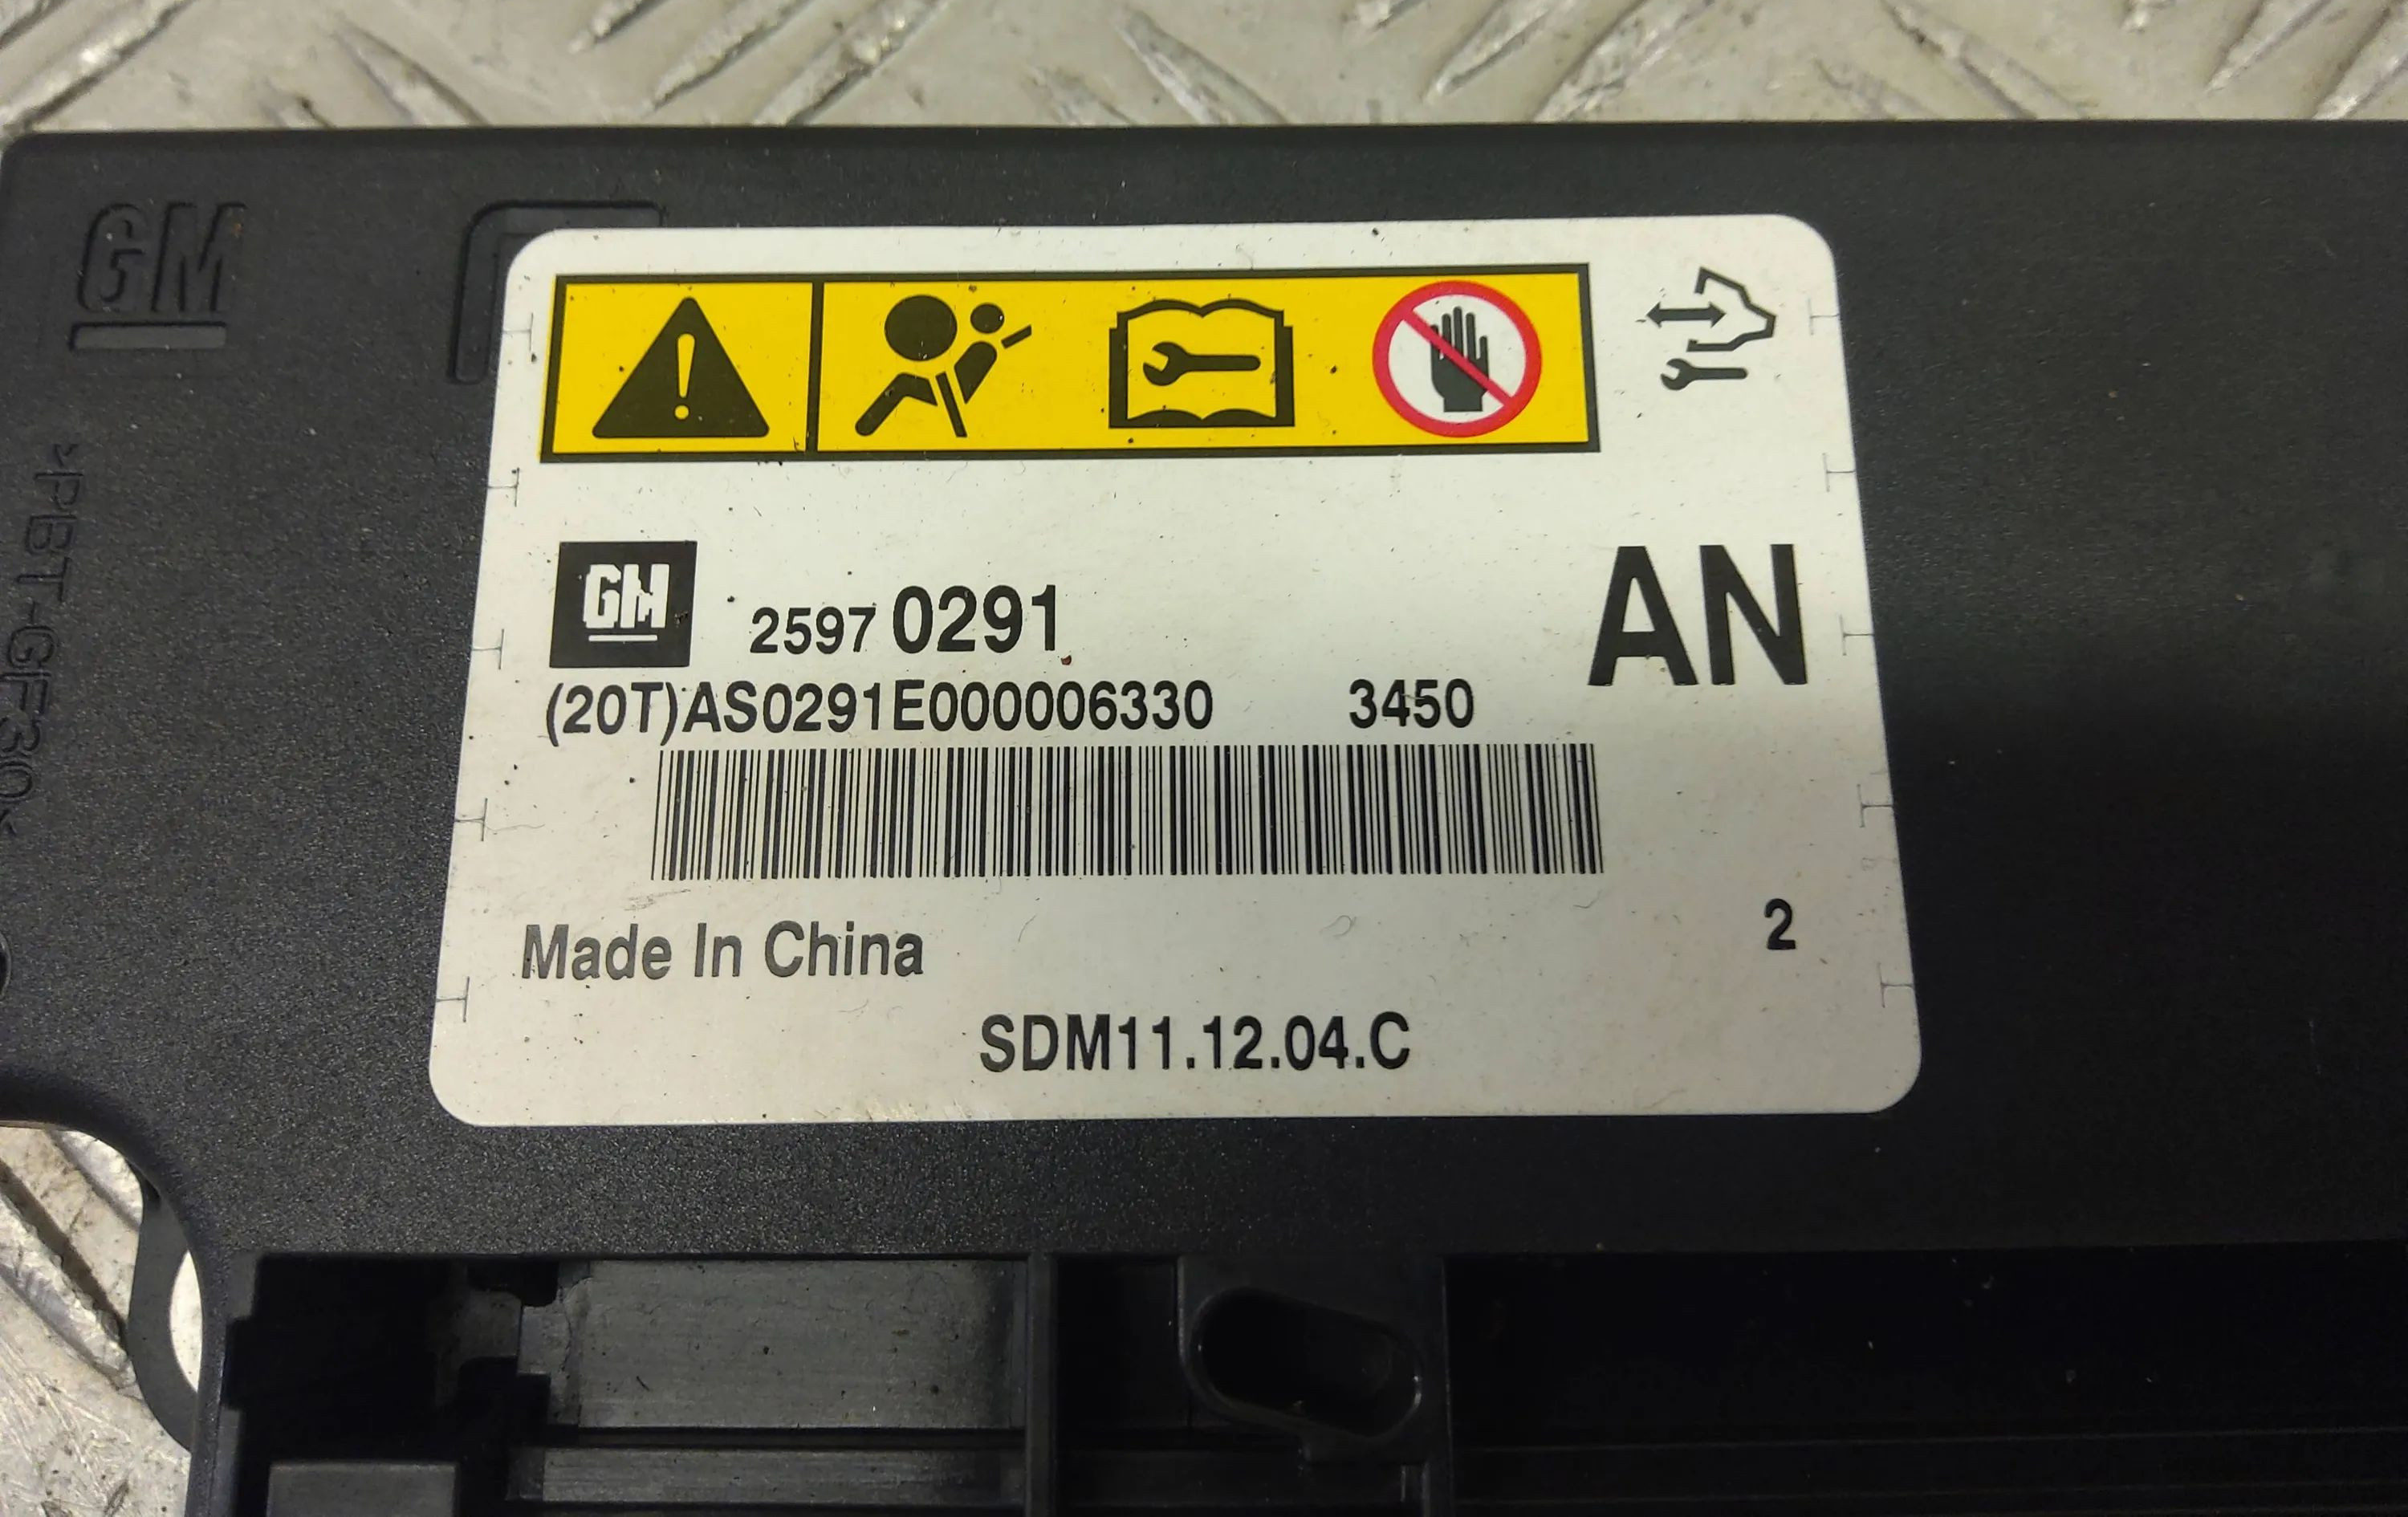 GM
>PBT-GF30<
GM 2597 0291
AN
(20T)AS0291E000006330 3450
Made In China
2
SDM11.12.04.C